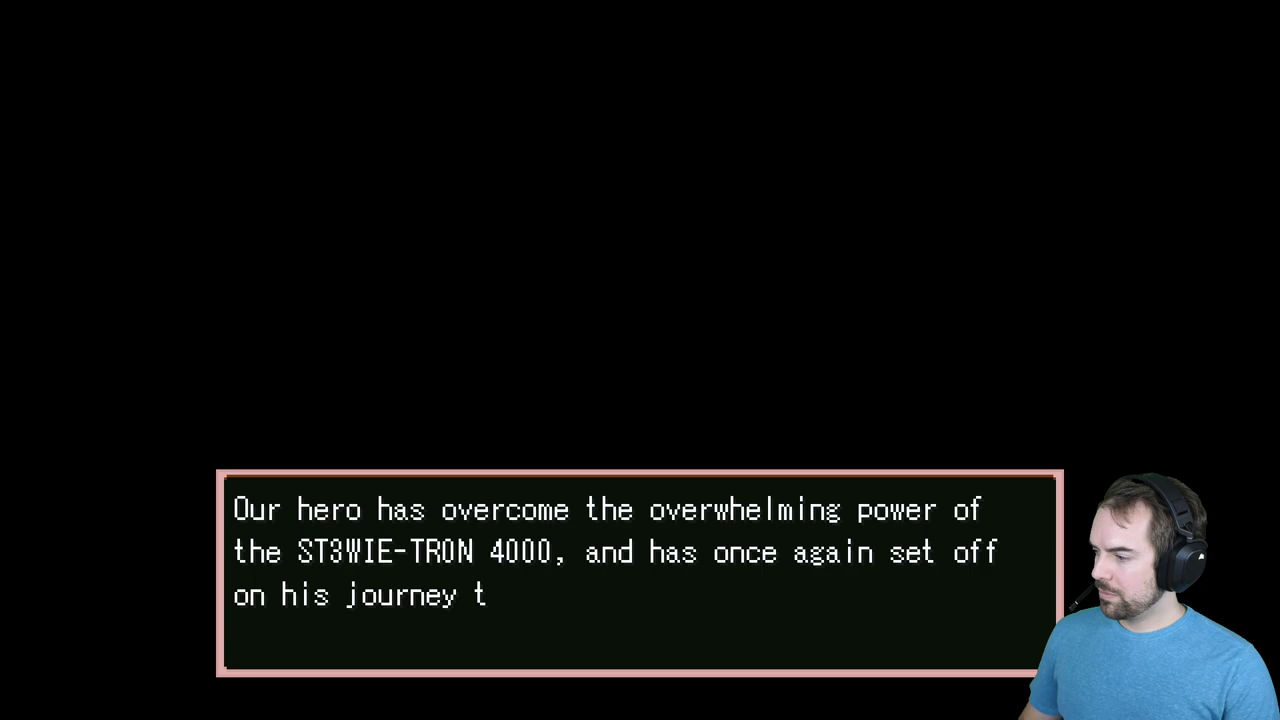 Our hero has overcome the overwhelming power of
the ST3WIE-TRON 4000, and has once again set off
on his journey t